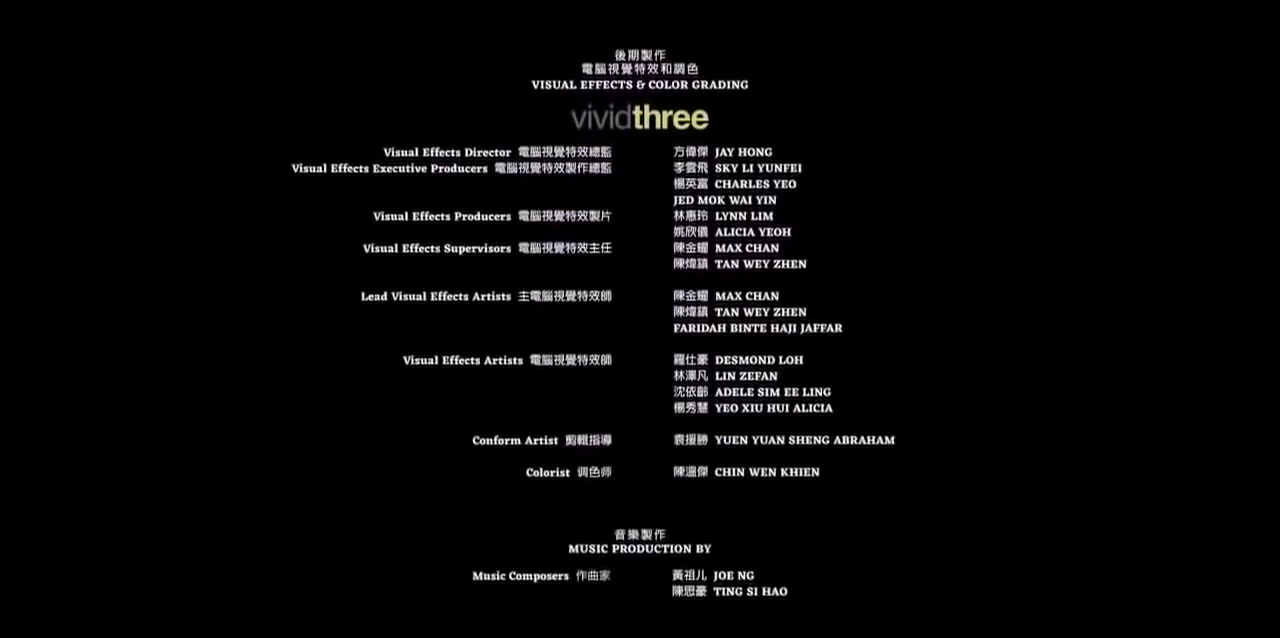 後期製作
電腦視覺特效和調色
VISUAL EFFECTS & COLOR GRADING
vividthree
Visual Effects Director 電腦視覺特效總監 方偉傑 JAY HONG
Visual Effects Executive Producers 電腦視覺特效製作總監 李雲飛 SKY LI YUNFEI
楊英富 CHARLES YEO
JED MOK WAI YIN
Visual Effects Producers 電腦視覺特效製片 林惠玲 LYNN LIM
姚欣儀 ALICIA YEOH
Visual Effects Supervisors 電腦視覺特效主任 陳金耀 MAX CHAN
陳煒鎮 TAN WEY ZHEN
Lead Visual Effects Artists 主電腦視覺特效師 陳金耀 MAX CHAN
陳煒鎮 TAN WEY ZHEN
FARIDAH BINTE HAJI JAFFAR
Visual Effects Artists 電腦視覺特效師 羅仕豪 DESMOND LOH
林澤凡 LIN ZEFAN
沈依齡 ADELE SIM EE LING
楊秀慧 YEO XIU HUI ALICIA
Conform Artist 剪輯指導 袁援勝 YUEN YUAN SHENG ABRAHAM
Colorist 调色师 陳溫傑 CHIN WEN KHIEN
音樂製作
MUSIC PRODUCTION BY
Music Composers 作曲家 黃祖儿 JOE NG
陳思豪 TING SI HAO